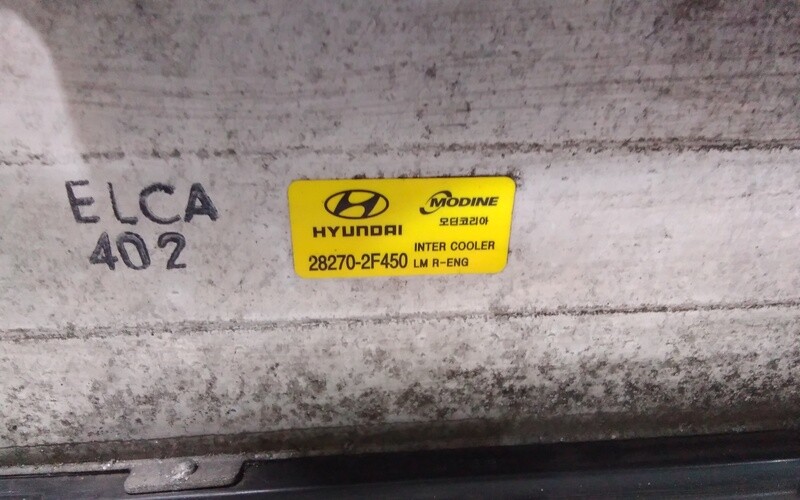 ELCA
402
HYUNDAI
MODINE
모딘코리아
28270-2F450
INTER COOLER
LM R-ENG